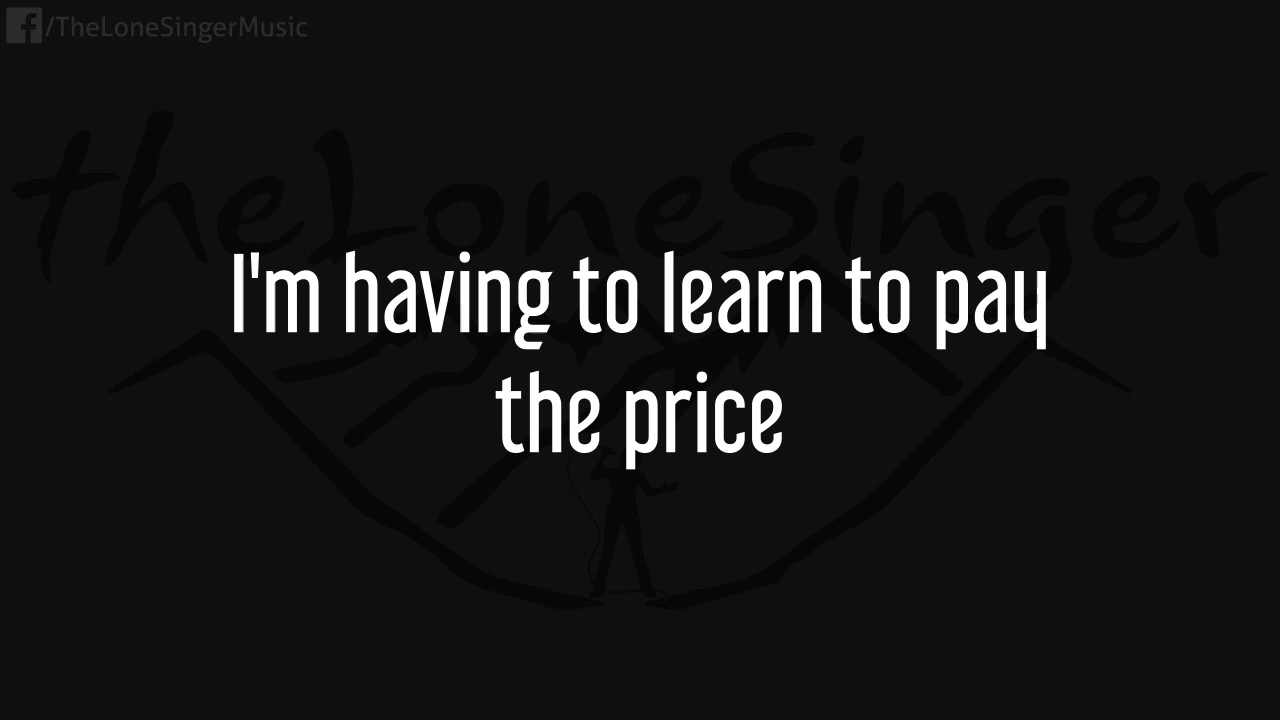 /TheLoneSingerMusic
theLoneSinger
I'm having to learn to pay
the price